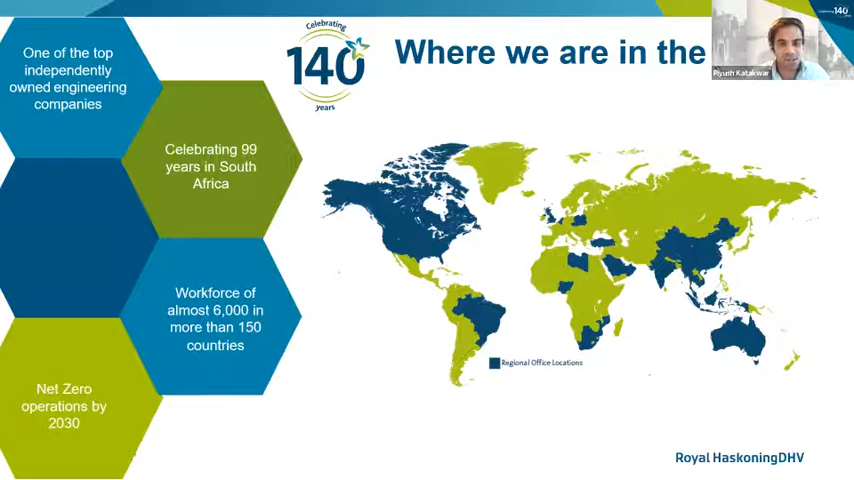 Celebrating
140
years
Where we are in the
Celebrating
140
Piyush Katakwar
One of the top
independently
owned engineering
companies
Celebrating 99
years in South
Africa
Workforce of
almost 6,000 in
more than 150
countries
Net Zero
operations by
2030
Regional Office Locations
Royal HaskoningDHV